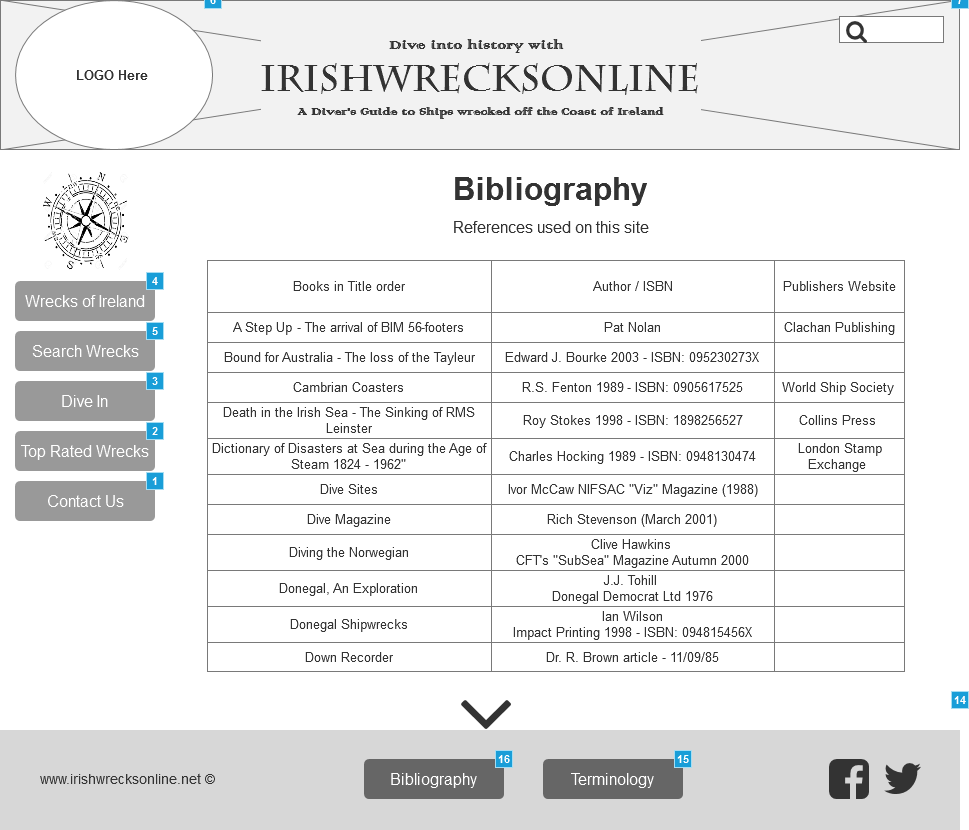 6
7
LOGO Here
Dive into history with
IRISHWRECKSONLINE
A Diver's Guide to Ships wrecked off the Coast of Ireland
N
W
E
S
4
Wrecks of Ireland
5
Search Wrecks
3
Dive In
2
Top Rated Wrecks
1
Contact Us
Bibliography
References used on this site
Books in Title order
Author / ISBN
Publishers Website
A Step Up - The arrival of BIM 56-footers
Pat Nolan
Clachan Publishing
Bound for Australia - The loss of the Tayleur
Edward J. Bourke 2003 - ISBN: 095230273X
Cambrian Coasters
R.S. Fenton 1989 - ISBN: 0905617525
World Ship Society
Death in the Irish Sea - The Sinking of RMS
Leinster
Roy Stokes 1998 - ISBN: 1898256527
Collins Press
Dictionary of Disasters at Sea during the Age of
Steam 1824 - 1962"
Charles Hocking 1989 - ISBN: 0948130474
London Stamp
Exchange
Dive Sites
Ivor McCaw NIFSAC "Viz" Magazine (1988)
Dive Magazine
Rich Stevenson (March 2001)
Diving the Norwegian
Clive Hawkins
CFT's "SubSea" Magazine Autumn 2000
Donegal, An Exploration
J.J. Tohill
Donegal Democrat Ltd 1976
Donegal Shipwrecks
Ian Wilson
Impact Printing 1998 - ISBN: 094815456X
Down Recorder
Dr. R. Brown article - 11/09/85
14
www.irishwrecksonline.net ©
Bibliography
16
Terminology
15